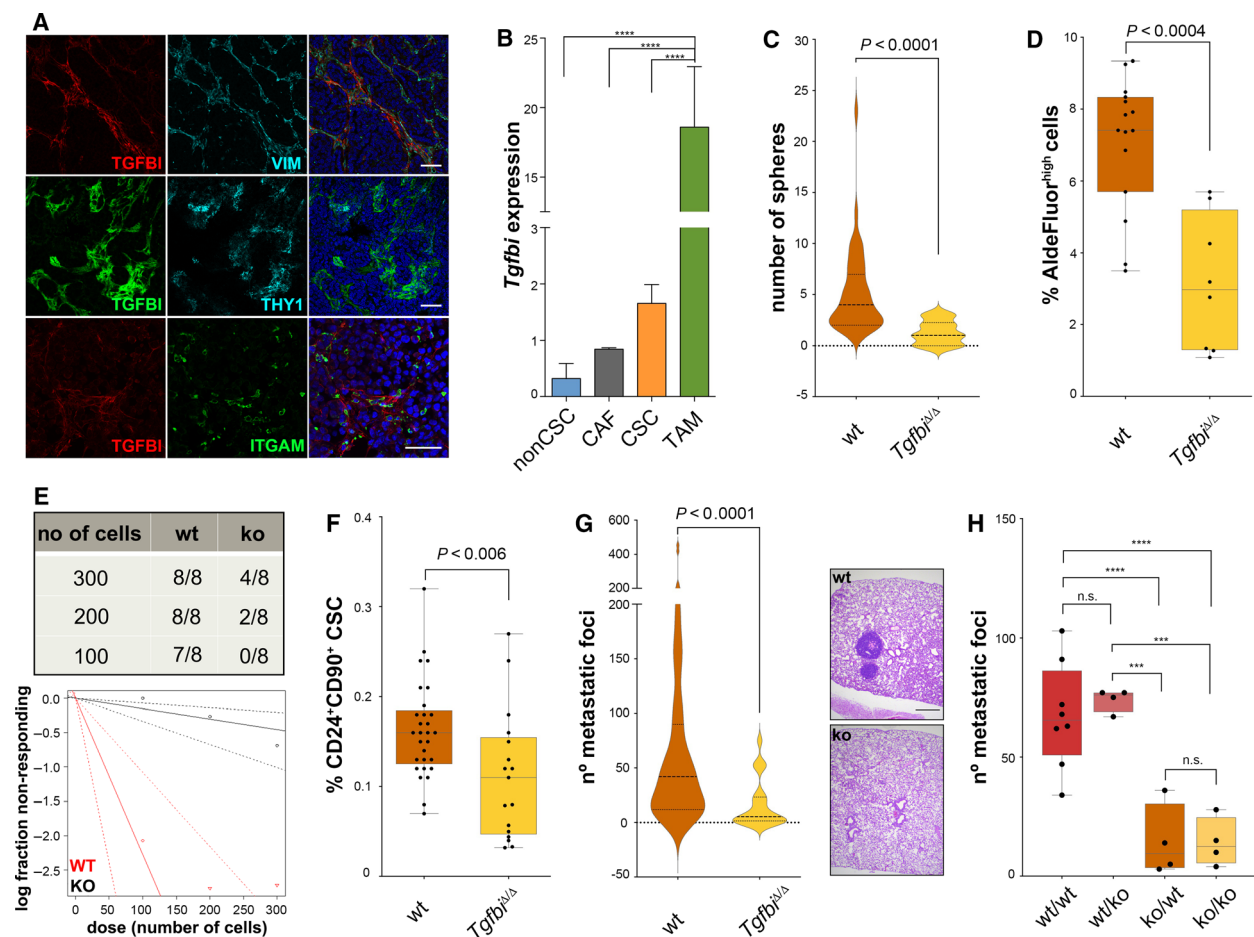 A
TGFBI
VIM
TGFBI
THY1
TGFBI
ITGAM
B
Tgfbi expression
25
20
15
3
2
1
0
****
****
****
nonCSC
CAF
CSC
TAM
C
number of spheres
P < 0.0001
30
25
20
15
10
5
0
-5
wt
TgfbiΔ/Δ
D
% AldeFluorhigh cells
P < 0.0004
10%
8%
6%
4%
2%
0%
wt
TgfbiΔ/Δ
E
no of cells wt ko
300 8/8 4/8
200 8/8 2/8
100 7/8 0/8
log fraction non-responding
0.0
−0.5
−1.0
−1.5
−2.0
−2.5
WT
KO
0 50 100 150 200 250 300
dose (number of cells)
F
% CD24+CD90+ CSC
P < 0.006
0.4
0.3
0.2
0.1
0
wt
TgfbiΔ/Δ
G
nº metastatic foci
P < 0.0001
600
400
200
200
150
100
50
0
-50
wt
TgfbiΔ/Δ
wt
ko
H
nº metastatic foci
150
100
50
0
****
****
n.s.
***
***
n.s.
wt/wt
wt/ko
ko/wt
ko/ko